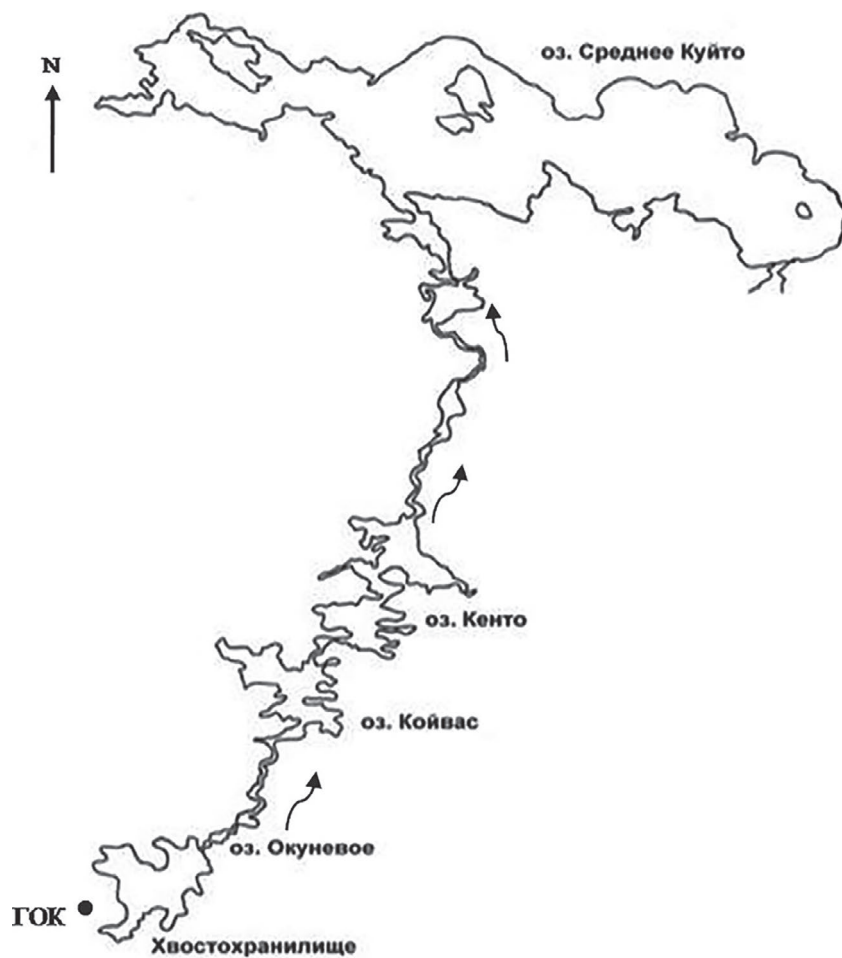 оз. Среднее Куйто
N
оз. Кенто
оз. Койвас
оз. Окуневое
ГОК
Хвостохранилище